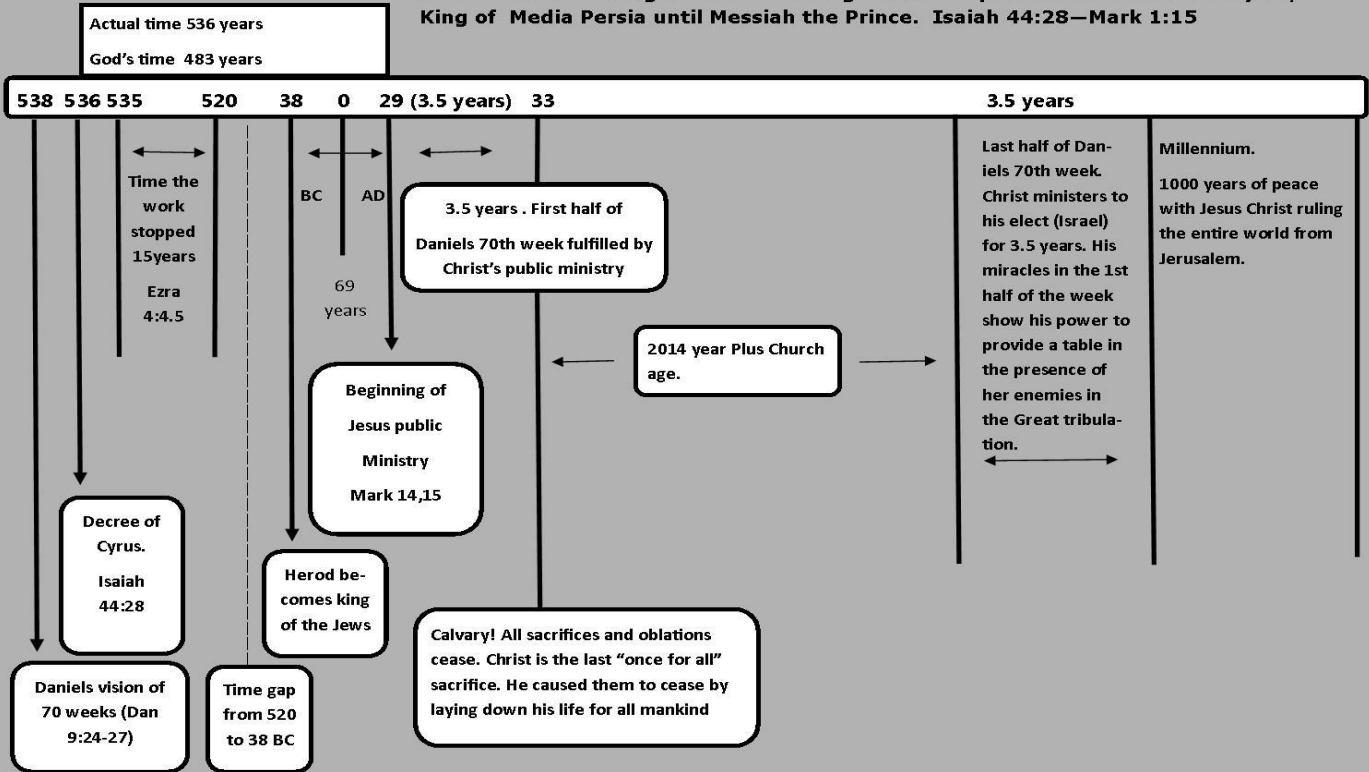 King of Media Persia until Messiah the Prince. Isaiah 44:28—Mark 1:15
Actual time 536 years
God's time 483 years
538 536 535 520 38 0 29 (3.5 years) 33 3.5 years
Time the
work
stopped
15years
Ezra
4:4.5
BC
AD
69
years
3.5 years . First half of
Daniels 70th week fulfilled by
Christ's public ministry
Last half of Dan-
iels 70th week.
Christ ministers to
his elect (Israel)
for 3.5 years. His
miracles in the 1st
half of the week
show his power to
provide a table in
the presence of
her enemies in
the Great tribula-
tion.
Millennium.
1000 years of peace
with Jesus Christ ruling
the entire world from
Jerusalem.
2014 year Plus Church
age.
Beginning of
Jesus public
Ministry
Mark 14,15
Decree of
Cyrus.
Isaiah
44:28
Herod be-
comes king
of the Jews
Calvary! All sacrifices and oblations
cease. Christ is the last "once for all"
sacrifice. He caused them to cease by
laying down his life for all mankind
Daniels vision of
70 weeks (Dan
9:24-27)
Time gap
from 520
to 38 BC